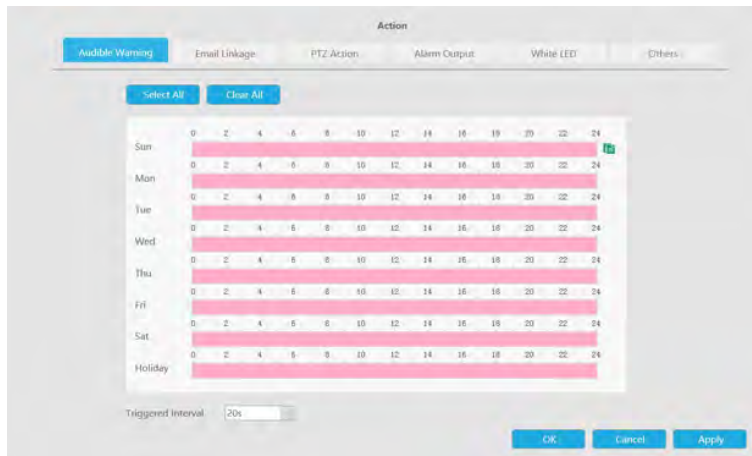 Action
Audible Warning Email Linkage PTZ Action Alarm Output White LED Others
Select All Clear All
0 2 4 6 8 10 12 14 16 18 20 22 24
Sun
0 2 4 6 8 10 12 14 16 18 20 22 24
Mon
0 2 4 6 8 10 12 14 16 18 20 22 24
Tue
0 2 4 6 8 10 12 14 16 18 20 22 24
Wed
0 2 4 6 8 10 12 14 16 18 20 22 24
Thu
0 2 4 6 8 10 12 14 16 18 20 22 24
Fri
0 2 4 6 8 10 12 14 16 18 20 22 24
Sat
0 2 4 6 8 10 12 14 16 18 20 22 24
Holiday
Triggered Interval 20s
OK Cancel Apply